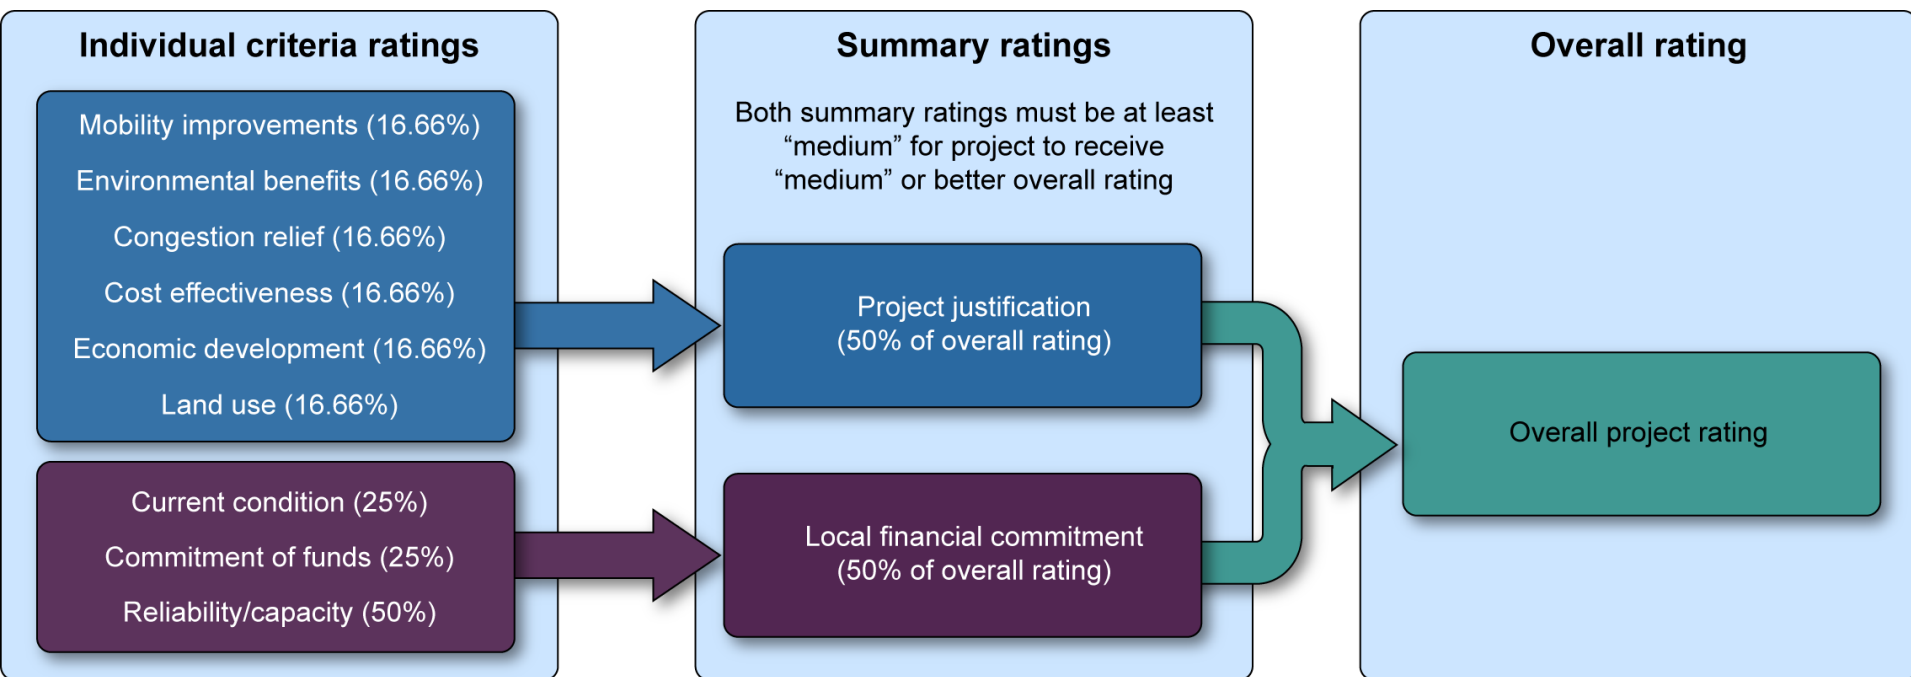 Individual criteria ratings
Mobility improvements (16.66%)
Environmental benefits (16.66%)
Congestion relief (16.66%)
Cost effectiveness (16.66%)
Economic development (16.66%)
Land use (16.66%)
Current condition (25%)
Commitment of funds (25%)
Reliability/capacity (50%)
Summary ratings
Both summary ratings must be at least
“medium” for project to receive
“medium” or better overall rating
Project justification
(50% of overall rating)
Local financial commitment
(50% of overall rating)
Overall rating
Overall project rating